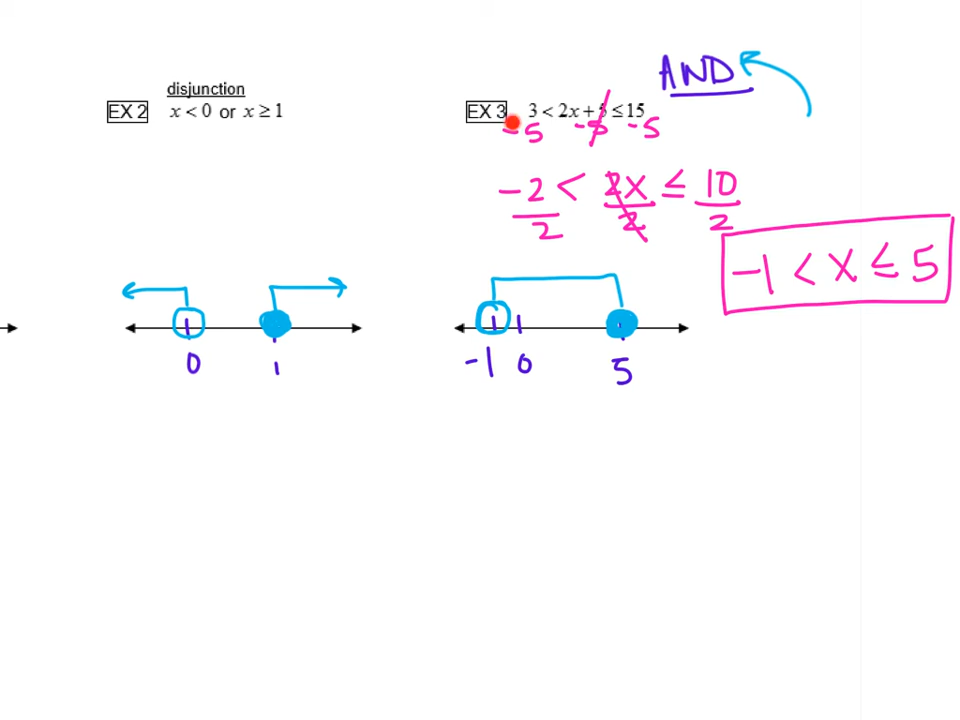 disjunction
EX 2 x < 0 or x ≥ 1
0 1
AND
EX 3 3 < 2x + 5 ≤ 15
-5 -5 -5
-2 < 2x ≤ 10
2 2 2
-1 < x ≤ 5
-1 0 5